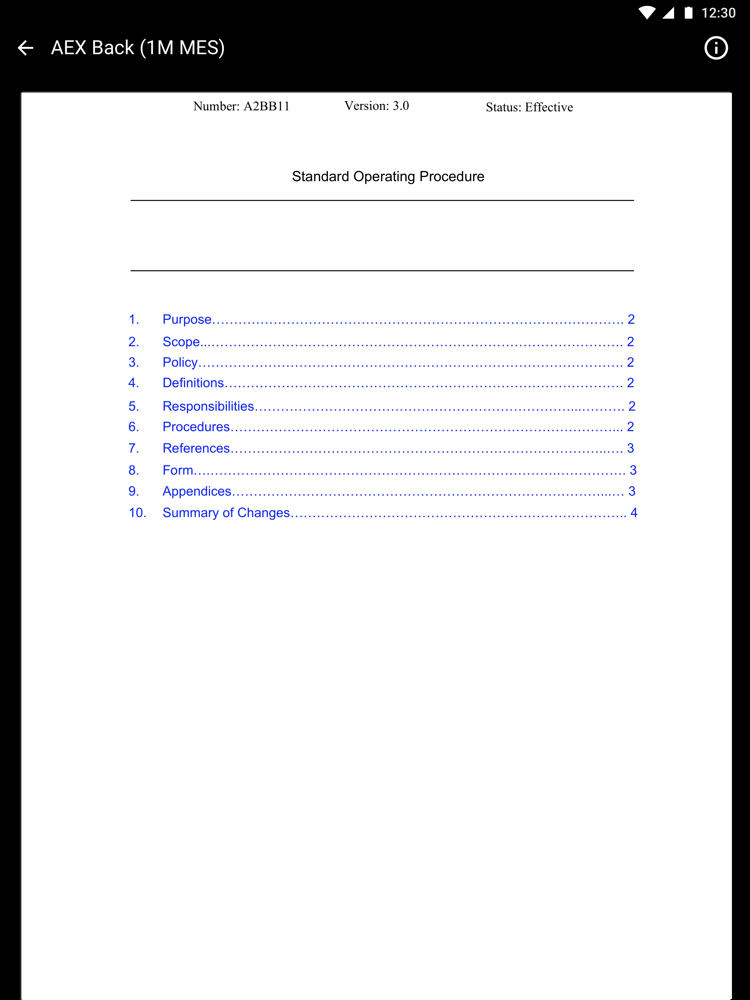 12:30
AEX Back (1M MES)
Number: A2BB11 Version: 3.0 Status: Effective
Standard Operating Procedure
1. Purpose........................................................................................ 2
2. Scope........................................................................................ 2
3. Policy........................................................................................ 2
4. Definitions........................................................................................ 2
5. Responsibilities........................................................................................ 2
6. Procedures........................................................................................ 2
7. References........................................................................................ 3
8. Form........................................................................................ 3
9. Appendices........................................................................................ 3
10. Summary of Changes........................................................................................ 4